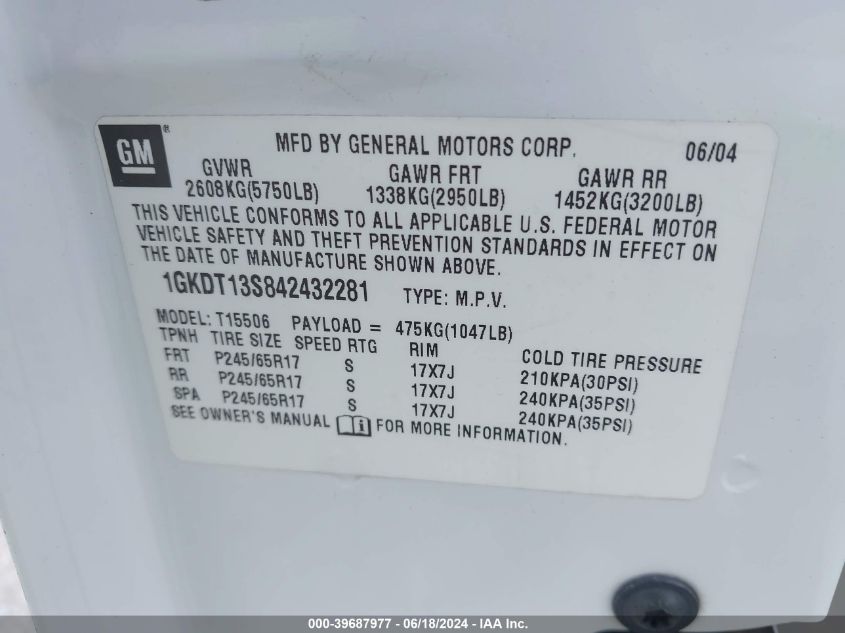 GM® MFD BY GENERAL MOTORS CORP. 06/04
GVWR GAWR FRT GAWR RR
2608KG(5750LB) 1338KG(2950LB) 1452KG(3200LB)
THIS VEHICLE CONFORMS TO ALL APPLICABLE U.S. FEDERAL MOTOR
VEHICLE SAFETY AND THEFT PREVENTION STANDARDS IN EFFECT ON
THE DATE OF MANUFACTURE SHOWN ABOVE.
1GKDT13S842432281 TYPE: M.P.V.
MODEL: T15506 PAYLOAD = 475KG(1047LB)
TPNH TIRE SIZE SPEED RTG RIM COLD TIRE PRESSURE
FRT P245/65R17 S 17X7J 210KPA(30PSI)
RR P245/65R17 S 17X7J 240KPA(35PSI)
SPA P245/65R17 S 17X7J 240KPA(35PSI)
SEE OWNER'S MANUAL i FOR MORE INFORMATION.
000-39687977 - 06/18/2024 - IAA Inc.